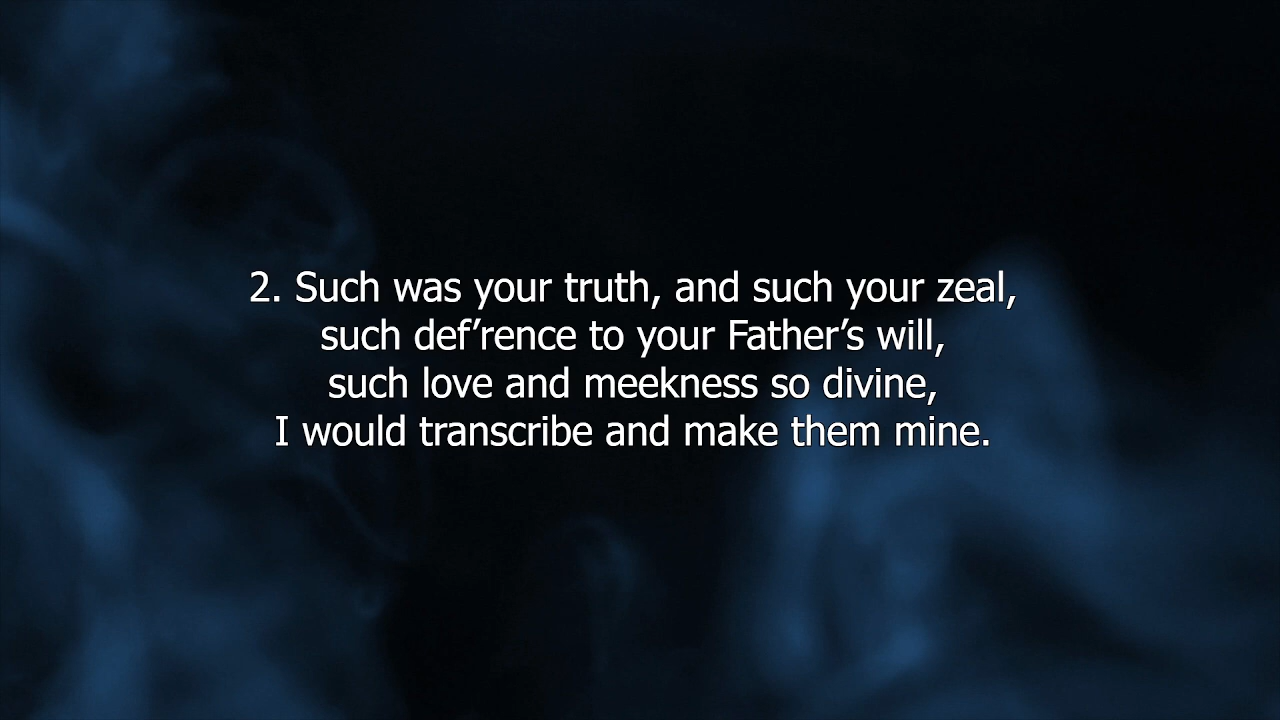 2. Such was your truth, and such your zeal,
such def’rence to your Father’s will,
such love and meekness so divine,
I would transcribe and make them mine.